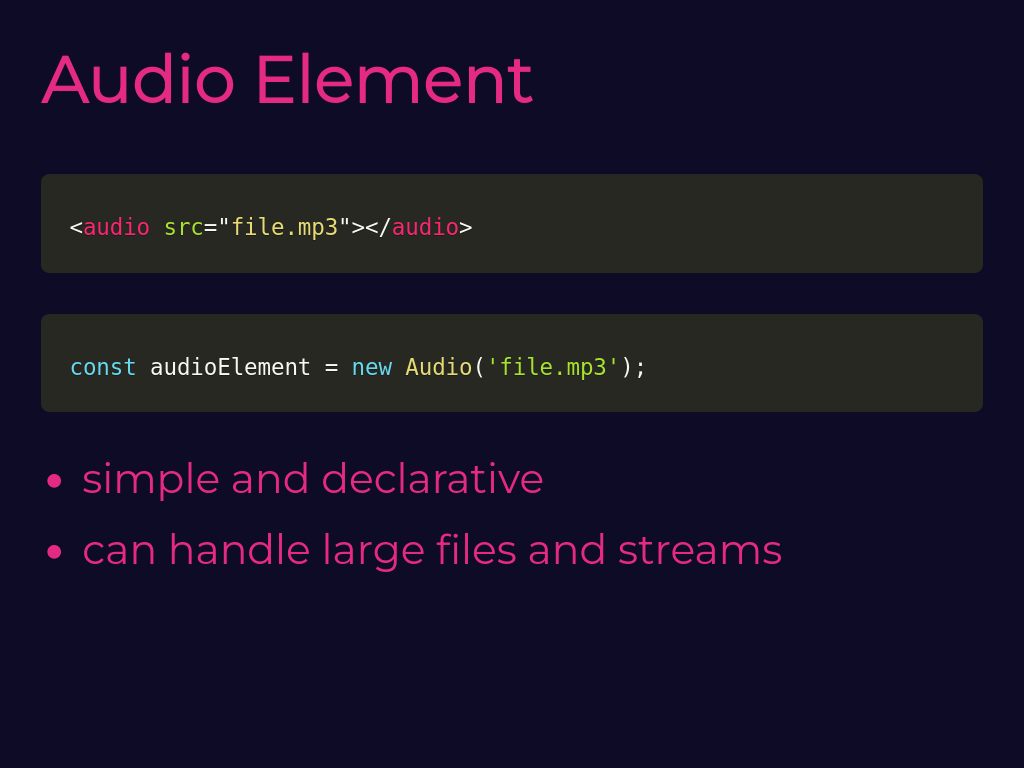 Audio Element
<audio src="file.mp3"></audio>
const audioElement = new Audio('file.mp3');
• simple and declarative
• can handle large files and streams